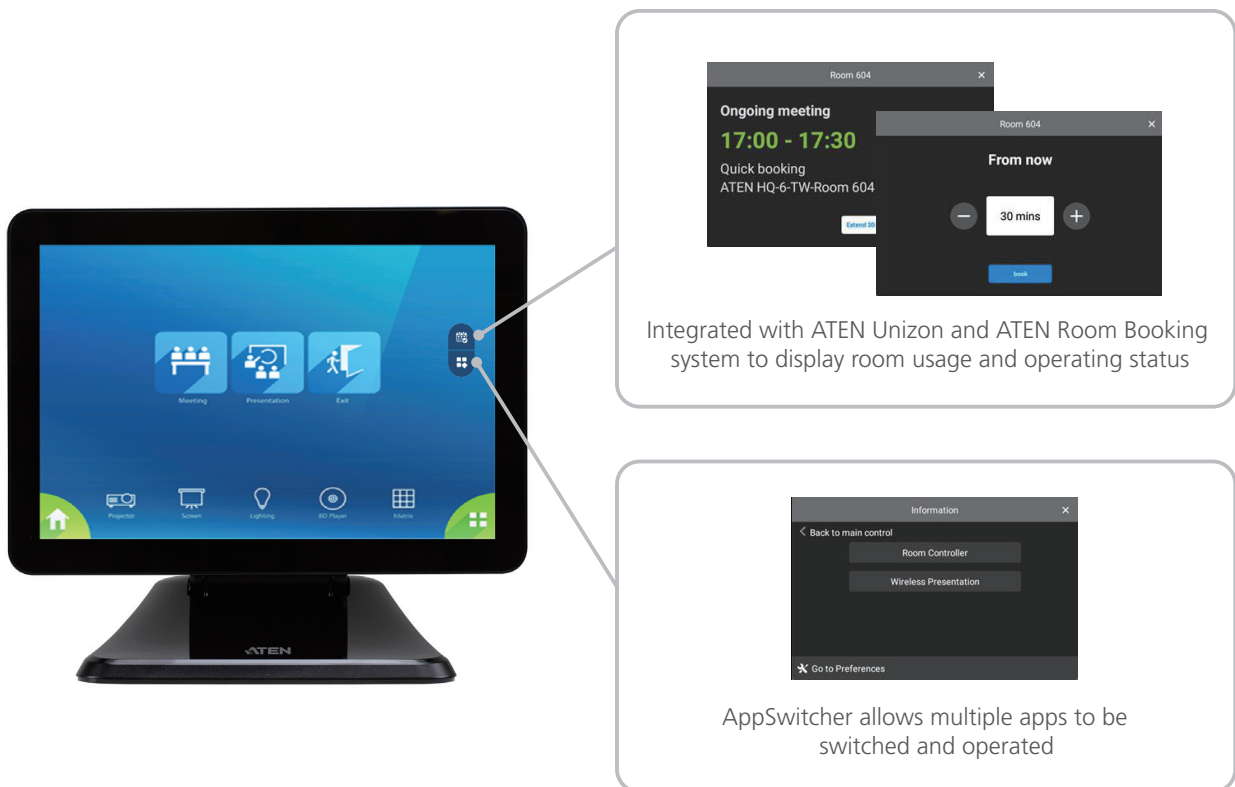 Room 604 ×
Ongoing meeting
17:00 - 17:30
Quick booking
ATEN HQ-6-TW-Room 604
Extend 30
Room 604 ×
From now
30 mins
book
Integrated with ATEN Unizon and ATEN Room Booking
system to display room usage and operating status
Meeting Presentation Exit
Projector Screen Lighting BD Player Matrix
ATEN
Information ×
Back to main control
Room Controller
Wireless Presentation
Go to Preferences
AppSwitcher allows multiple apps to be
switched and operated